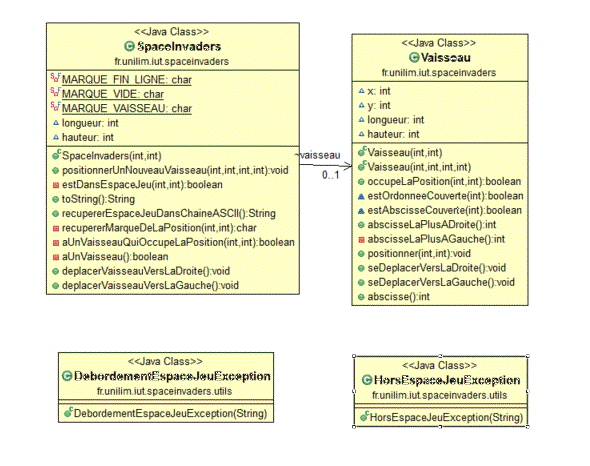 <<Java Class>>
SpaceInvaders
fr.unilim.iut.spaceinvaders
MARQUE_FIN_LIGNE: char
MARQUE_VIDE: char
MARQUE_VAISSEAU: char
longueur: int
hauteur: int
SpaceInvaders(int,int)
positionnerUnNouveauVaisseau(int,int,int,int):void
estDansEspaceJeu(int,int):boolean
toString():String
recupererEspaceJeuDansChaineASCII():String
recupererMarqueDeLaPosition(int,int):char
aUnVaisseauQuiOccupeLaPosition(int,int):boolean
aUnVaisseau():boolean
deplacerVaisseauVersLaDroite():void
deplacerVaisseauVersLaGauche():void
~vaisseau
0..1
<<Java Class>>
Vaisseau
fr.unilim.iut.spaceinvaders
x: int
y: int
longueur: int
hauteur: int
Vaisseau(int,int)
Vaisseau(int,int,int,int)
occupeLaPosition(int,int):boolean
estOrdonneeCouverte(int):boolean
estAbscisseCouverte(int):boolean
abscisseLaPlusADroite():int
abscisseLaPlusAGauche():int
positionner(int,int):void
seDeplacerVersLaDroite():void
seDeplacerVersLaGauche():void
abscisse():int
<<Java Class>>
DebordementEspaceJeuException
fr.unilim.iut.spaceinvaders.utils
DebordementEspaceJeuException(String)
<<Java Class>>
HorsEspaceJeuException
fr.unilim.iut.spaceinvaders.utils
HorsEspaceJeuException(String)